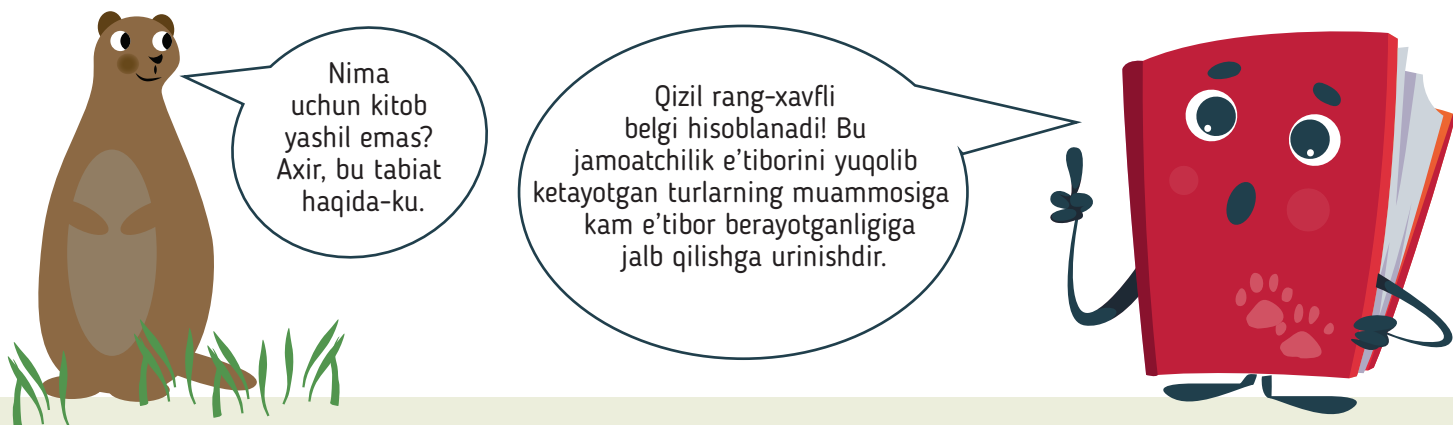 Nima
uchun kitob
yashil emas?
Axir, bu tabiat
haqida-ku.
Qizil rang-xavfli
belgi hisoblanadi! Bu
jamoatchilik e’tiborini yuqolib
ketayotgan turlarning muammosiga
kam e’tibor berayotganligiga
jalb qilishga urinishdir.